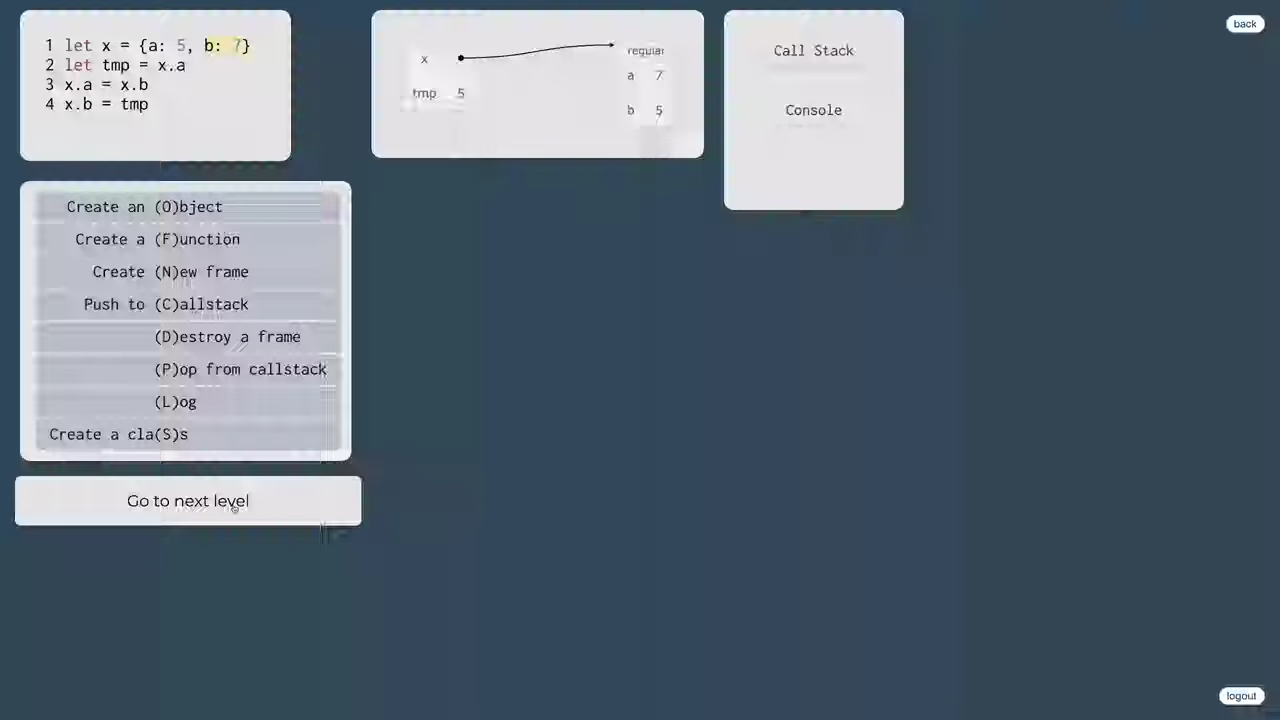 back
1 let x = {a: 5, b: 7}
2 let tmp = x.a
3 x.a = x.b
4 x.b = tmp
x
tmp 5
regular
a 7
b 5
Call Stack
Console
Create an (O)bject
Create a (F)unction
Create (N)ew frame
Push to (C)allstack
(D)estroy a frame
(P)op from callstack
(L)og
Create a cla(S)s
Go to next level
logout